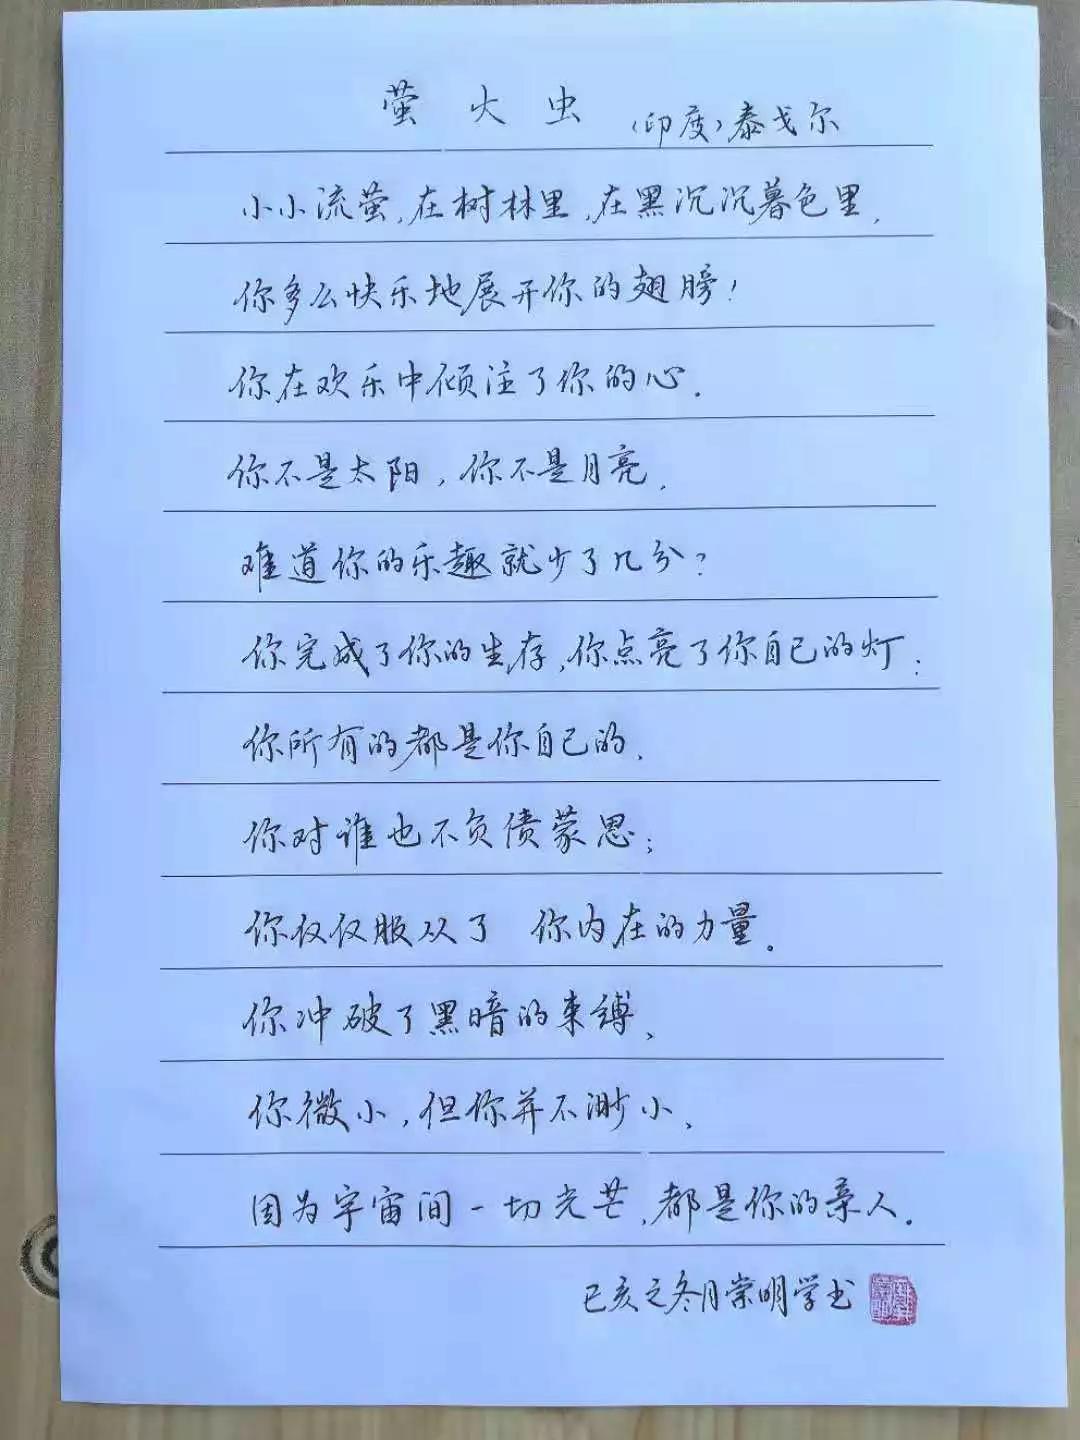 萤火虫 (印度)泰戈尔
小小流萤,在树林里,在黑沉沉暮色里,
你多么快乐地展开你的翅膀!
你在欢乐中倾注了你的心.
你不是太阳,你不是月亮,
难道你的乐趣就少了几分?
你完成了你的生存,你点亮了你自己的灯;
你所有的都是你自己的,
你对谁也不负债蒙恩;
你仅仅服从了 你内在的力量。
你冲破了黑暗的束缚,
你微小,但你并不渺小,
因为宇宙间一切光芒,都是你的亲人.
己亥之冬月崇明学书